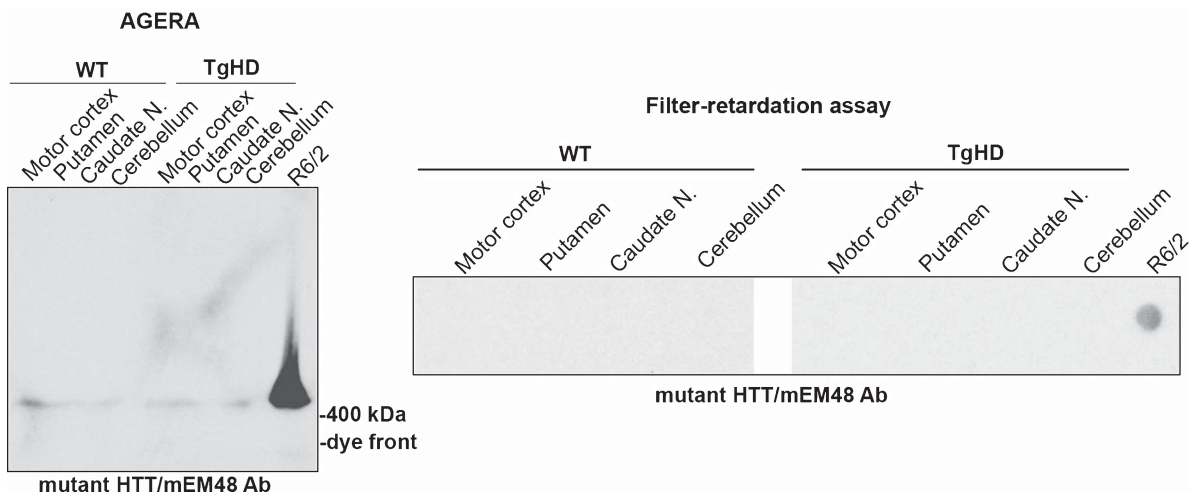 AGERA
WT TgHD
Motor cortex
Putamen
Caudate N.
Cerebellum
Motor cortex
Putamen
Caudate N.
Cerebellum
R6/2
-400 kDa
-dye front
mutant HTT/mEM48 Ab
Filter-retardation assay
WT TgHD
Motor cortex
Putamen
Caudate N.
Cerebellum
Motor cortex
Putamen
Caudate N.
Cerebellum
R6/2
mutant HTT/mEM48 Ab